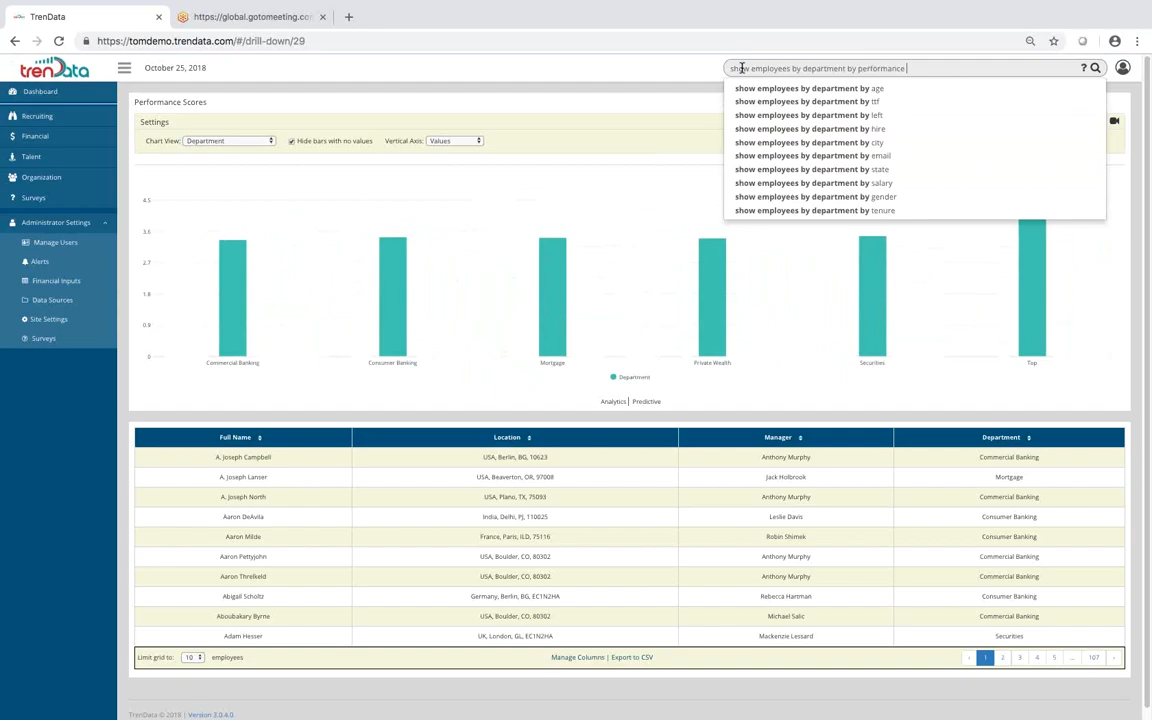 TrenData
https://global.gotomeeting.co
https://tomdemo.trendata.com/#/drill-down/29
trenData
October 25, 2018
show employees by department by performance
?
show employees by department by age
show employees by department by ttf
show employees by department by left
show employees by department by hire
show employees by department by city
show employees by department by email
show employees by department by state
show employees by department by salary
show employees by department by gender
show employees by department by tenure
Dashboard
Recruiting
Financial
Talent
Organization
Surveys
Administrator Settings
Manage Users
Alerts
Financial Inputs
Data Sources
Site Settings
Surveys
Performance Scores
Settings
Chart View: Department Hide bars with no values Vertical Axis: Values
4.5
3.6
2.7
1.8
0.9
0
Commercial Banking Consumer Banking Mortgage Private Wealth Securities Top
Department
Analytics | Predictive
Full Name Location Manager Department
A. Joseph Campbell USA, Berlin, BG, 10623 Anthony Murphy Commercial Banking
A. Joseph Lanser USA, Beaverton, OR, 97008 Jack Holbrook Mortgage
A. Joseph North USA, Plano, TX, 75093 Anthony Murphy Commercial Banking
Aaron DeAvila India, Delhi, PJ, 110025 Leslie Davis Consumer Banking
Aaron Milde France, Paris, ILD, 75116 Robin Shimek Consumer Banking
Aaron Pettyjohn USA, Boulder, CO, 80302 Anthony Murphy Commercial Banking
Aaron Threlkeld USA, Boulder, CO, 80302 Anthony Murphy Commercial Banking
Abigail Scholtz Germany, Berlin, BG, EC1N2HA Rebecca Hartman Consumer Banking
Aboubakary Byrne USA, Boulder, CO, 80302 Michael Salic Commercial Banking
Adam Hesser UK, London, GL, EC1N2HA Mackenzie Lessard Securities
Limit grid to: 10 employees Manage Columns | Export to CSV ‹ 1 2 3 4 5 ... 107 ›
TrenData © 2018 | Version 3.0.4.0